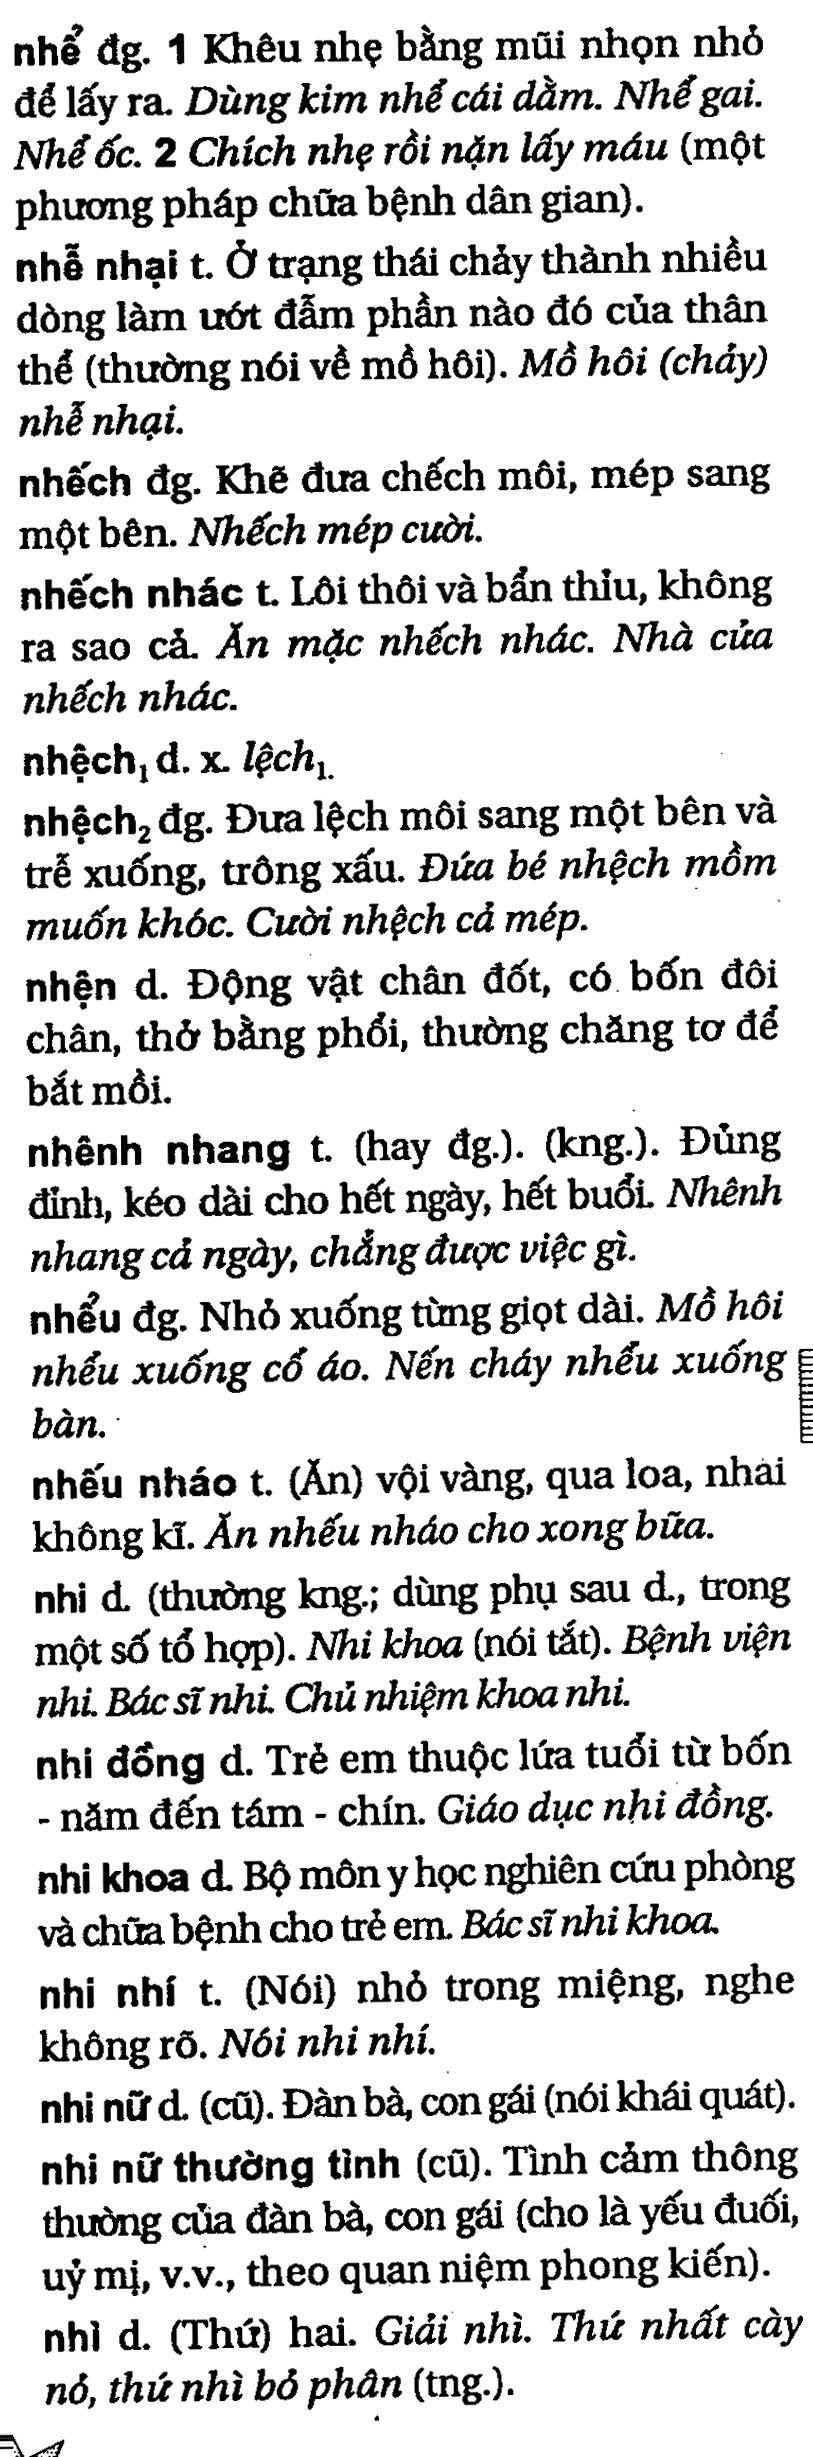 nhể đg. 1 Khêu nhẹ bằng mũi nhọn nhỏ
để lấy ra. Dùng kim nhể cái dằm. Nhể gai.
Nhể ốc. 2 Chích nhẹ rồi nặn lấy máu (một
phương pháp chữa bệnh dân gian).
nhễ nhại t. Ở trạng thái chảy thành nhiều
dòng làm ướt đẫm phần nào đó của thân
thể (thường nói về mồ hôi). Mồ hôi (chảy)
nhễ nhại.
nhếch đg. Khẽ đưa chếch môi, mép sang
một bên. Nhếch mép cười.
nhếch nhác t. Lôi thôi và bẩn thỉu, không
ra sao cả. Ăn mặc nhếch nhác. Nhà cửa
nhếch nhác.
nhệch₁ d. x. lệch₁.
nhệch₂ đg. Đưa lệch môi sang một bên và
trễ xuống, trông xấu. Đứa bé nhệch mồm
muốn khóc. Cười nhệch cả mép.
nhện d. Động vật chân đốt, có bốn đôi
chân, thở bằng phổi, thường chăng tơ để
bắt mồi.
nhênh nhang t. (hay đg.). (kng.). Đủng
đỉnh, kéo dài cho hết ngày, hết buổi. Nhênh
nhang cả ngày, chẳng được việc gì.
nhểu đg. Nhỏ xuống từng giọt dài. Mồ hôi
nhểu xuống cổ áo. Nến cháy nhểu xuống
bàn.
nhếu nháo t. (Ăn) vội vàng, qua loa, nhai
không kĩ. Ăn nhếu nháo cho xong bữa.
nhi d. (thường kng.; dùng phụ sau d., trong
một số tổ hợp). Nhi khoa (nói tắt). Bệnh viện
nhi. Bác sĩ nhi. Chủ nhiệm khoa nhi.
nhi đồng d. Trẻ em thuộc lứa tuổi từ bốn
- năm đến tám - chín. Giáo dục nhi đồng.
nhi khoa d. Bộ môn y học nghiên cứu phòng
và chữa bệnh cho trẻ em. Bác sĩ nhi khoa.
nhi nhí t. (Nói) nhỏ trong miệng, nghe
không rõ. Nói nhi nhí.
nhi nữ d. (cũ). Đàn bà, con gái (nói khái quát).
nhi nữ thường tình (cũ). Tình cảm thông
thường của đàn bà, con gái (cho là yếu đuối,
uỷ mị, v.v., theo quan niệm phong kiến).
nhì d. (Thứ) hai. Giải nhì. Thứ nhất cày
nỏ, thứ nhì bỏ phân (tng.).